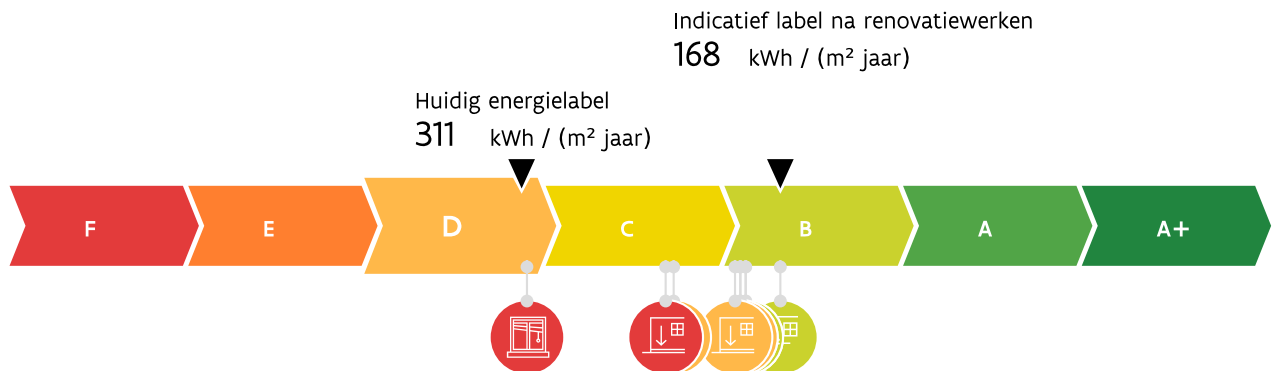 Indicatief label na renovatiewerken
168 kWh / (m² jaar)
Huidig energielabel
311 kWh / (m² jaar)
F E D C B A A+